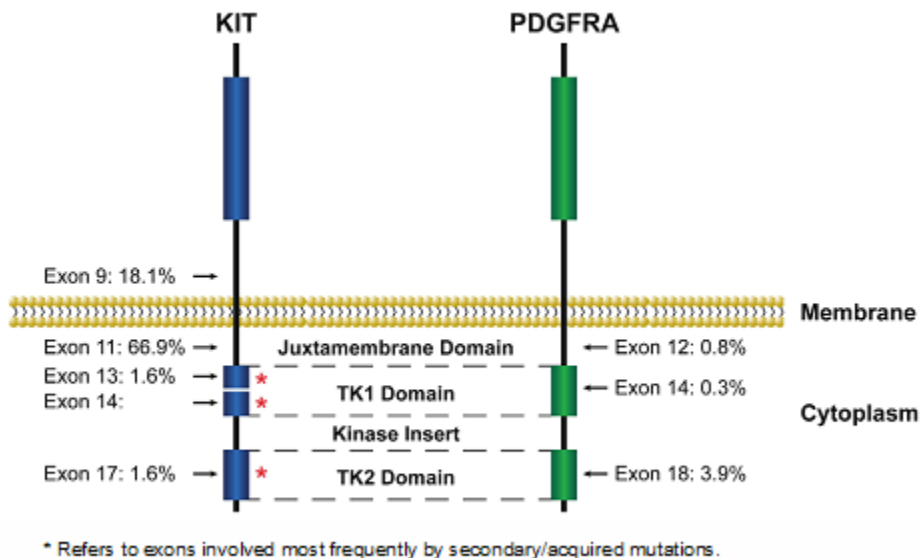 KIT PDGFRA
Exon 9: 18.1%
Membrane
Exon 11: 66.9% Juxtamembrane Domain Exon 12: 0.8%
Exon 13: 1.6% *
TK1 Domain Exon 14: 0.3%
Exon 14: *
Cytoplasm
Kinase Insert
Exon 17: 1.6% * TK2 Domain Exon 18: 3.9%
* Refers to exons involved most frequently by secondary/acquired mutations.